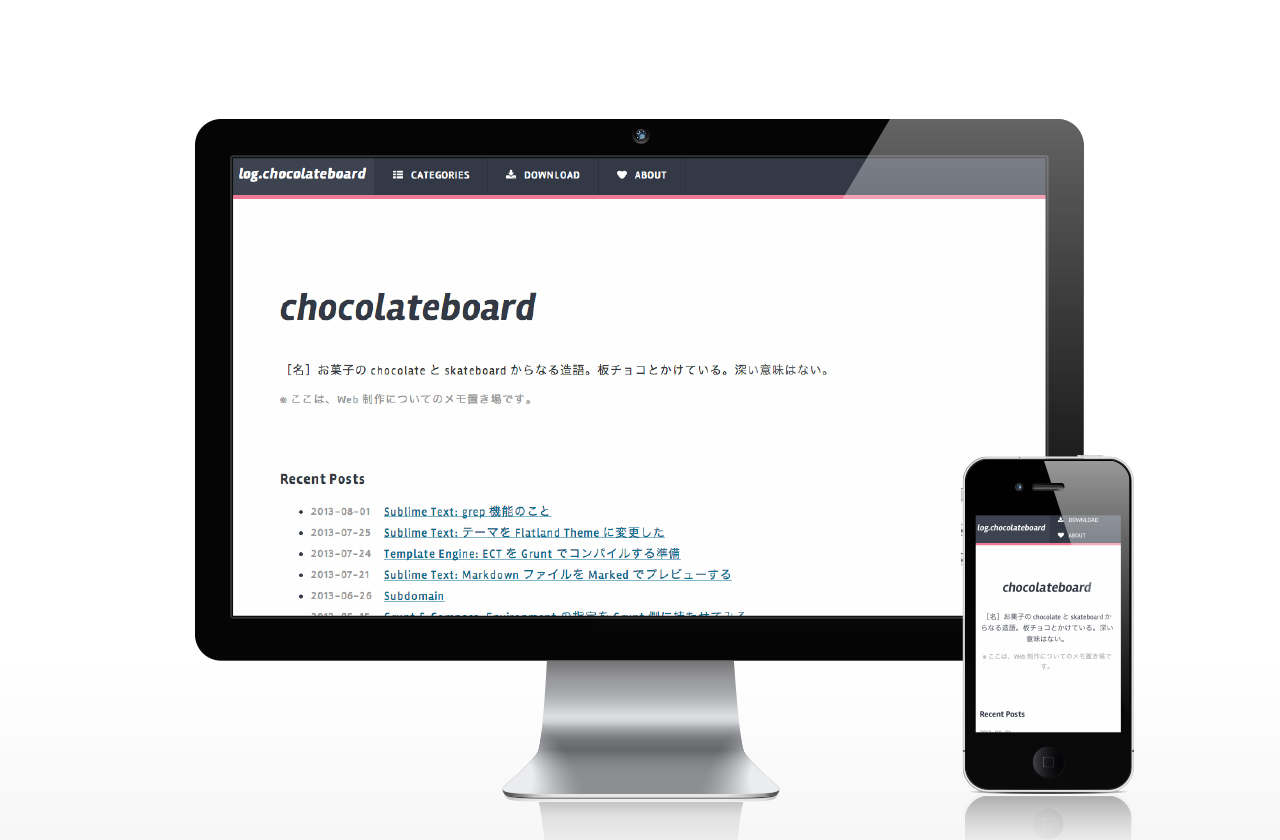 log.chocolateboard
CATEGORIES
DOWNLOAD
ABOUT
chocolateboard
［名］お菓子の chocolate と skateboard からなる造語。板チョコとかけている。深い意味はない。
※ ここは、Web 制作についてのメモ置き場です。
Recent Posts
2013-08-01 Sublime Text: grep 機能のこと
2013-07-25 Sublime Text: テーマを Flatland Theme に変更した
2013-07-24 Template Engine: ECT を Grunt でコンパイルする準備
2013-07-21 Sublime Text: Markdown ファイルを Marked でプレビューする
2013-06-26 Subdomain
log.chocolateboard
DOWNLOAD
ABOUT
chocolateboard
［名］お菓子の chocolate と skateboard か
らなる造語。板チョコとかけている。深い
意味はない。
※ ここは、Web 制作についてのメモ置き場で
す。
Recent Posts